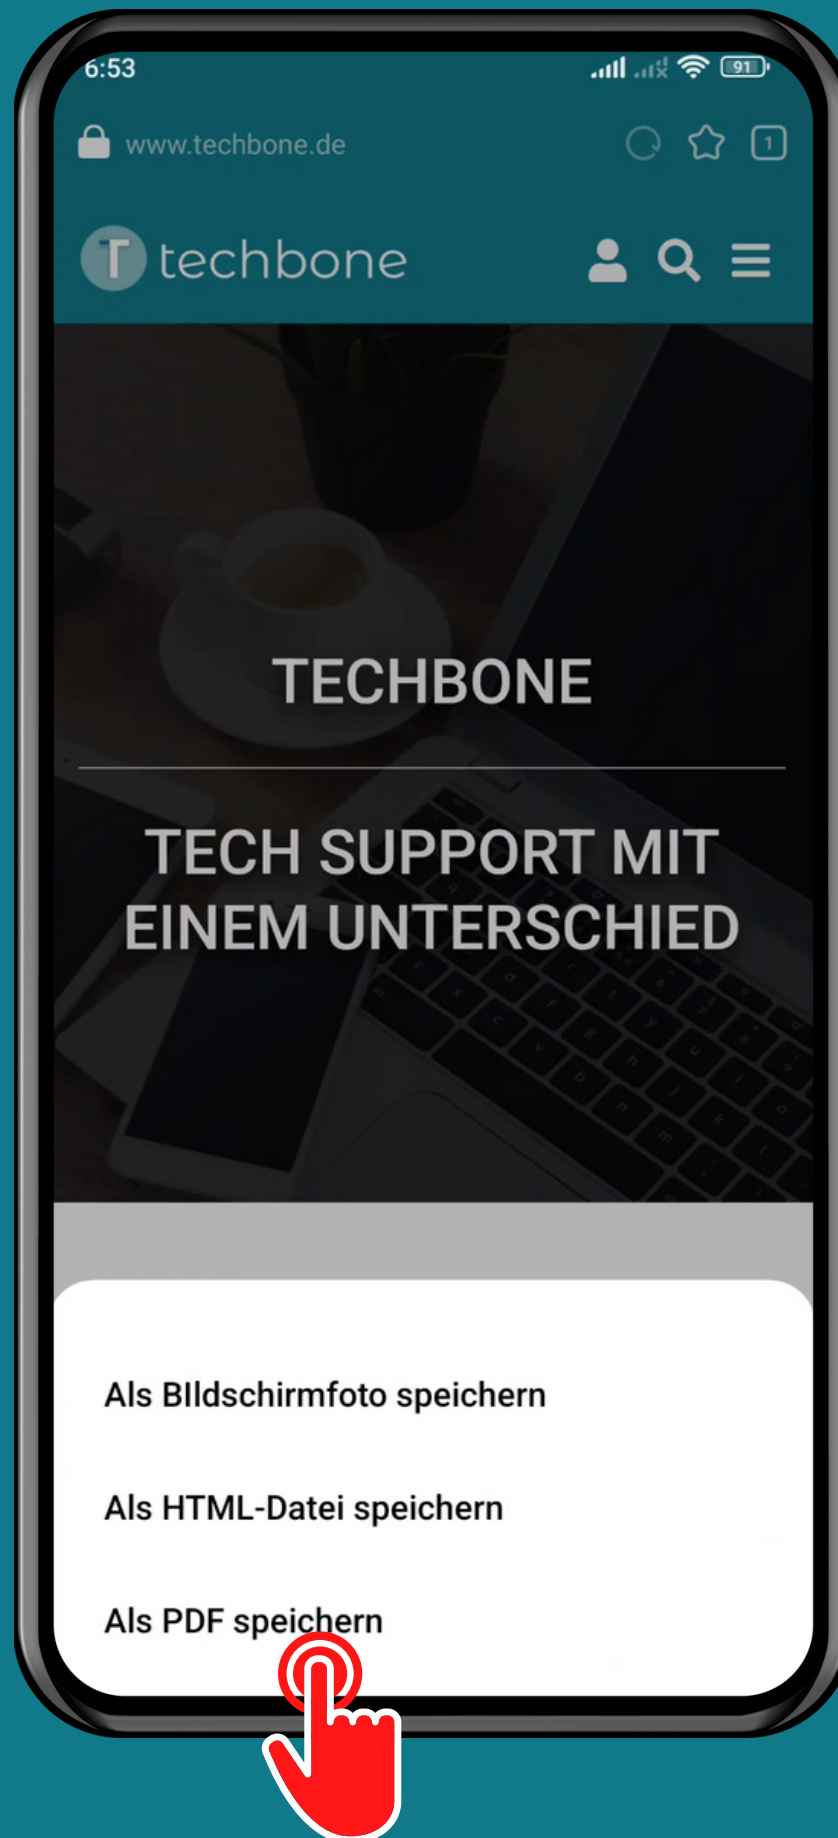 6:53
91
www.techbone.de
1
T techbone
TECHBONE
TECH SUPPORT MIT
EINEM UNTERSCHIED
Als BIldschirmfoto speichern
Als HTML-Datei speichern
Als PDF speichern